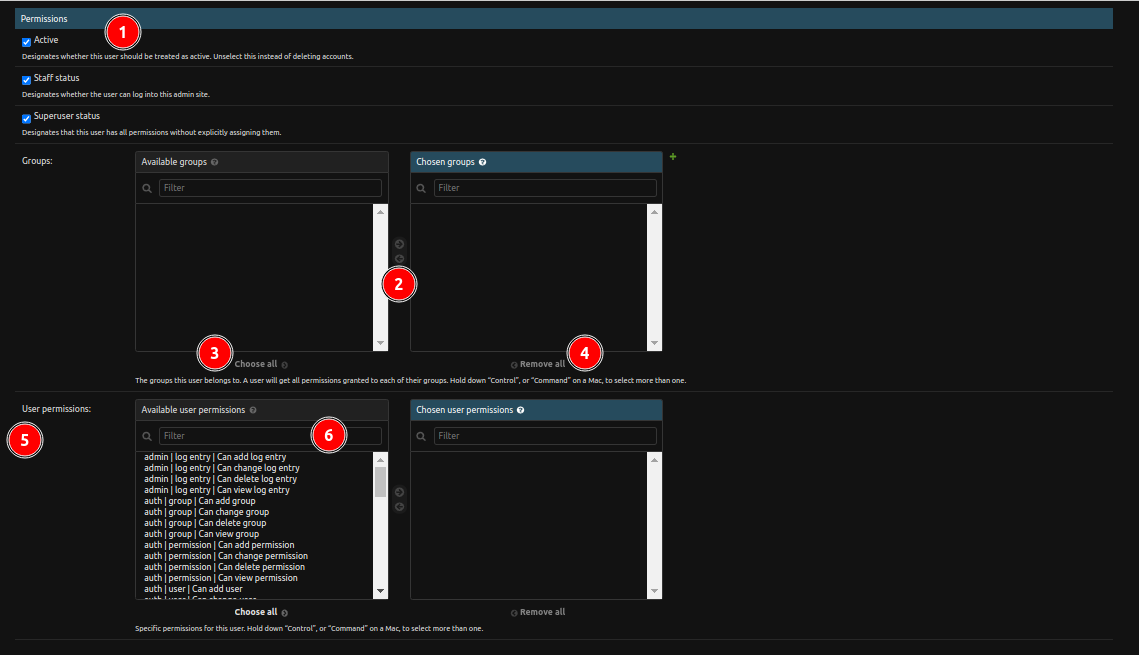 Permissions
1
Active
Designates whether this user should be treated as active. Unselect this instead of deleting accounts.
Staff status
Designates whether the user can log into this admin site.
Superuser status
Designates that this user has all permissions without explicitly assigning them.
Groups:
Available groups ?
Chosen groups ?
+
Filter
Filter
2
3
Choose all
Remove all
4
The groups this user belongs to. A user will get all permissions granted to each of their groups. Hold down “Control”, or “Command” on a Mac, to select more than one.
User permissions:
Available user permissions ?
Chosen user permissions ?
5
Filter
6
Filter
admin | log entry | Can add log entry
admin | log entry | Can change log entry
admin | log entry | Can delete log entry
admin | log entry | Can view log entry
auth | group | Can add group
auth | group | Can change group
auth | group | Can delete group
auth | group | Can view group
auth | permission | Can add permission
auth | permission | Can change permission
auth | permission | Can delete permission
auth | permission | Can view permission
auth | user | Can add user
auth | user | Can change user
Choose all
Remove all
Specific permissions for this user. Hold down “Control”, or “Command” on a Mac, to select more than one.